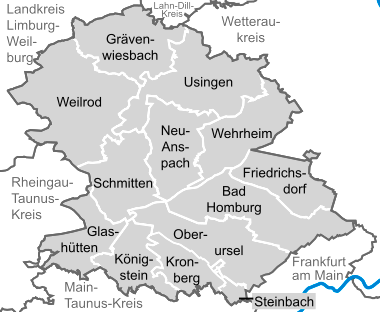 Landkreis
Limburg-
Weil-
burg
Lahn-Dill-
Kreis
Wetterau-
kreis
Gräven-
wiesbach
Usingen
Weilrod
Neu-
Ans-
pach
Wehrheim
Friedrichs-
dorf
Rheingau-
Taunus-
Kreis
Schmitten
Bad
Homburg
Glas-
hütten
Ober-
ursel
König-
stein
Kron-
berg
Frankfurt
am Main
Main-
Taunus-Kreis
Steinbach